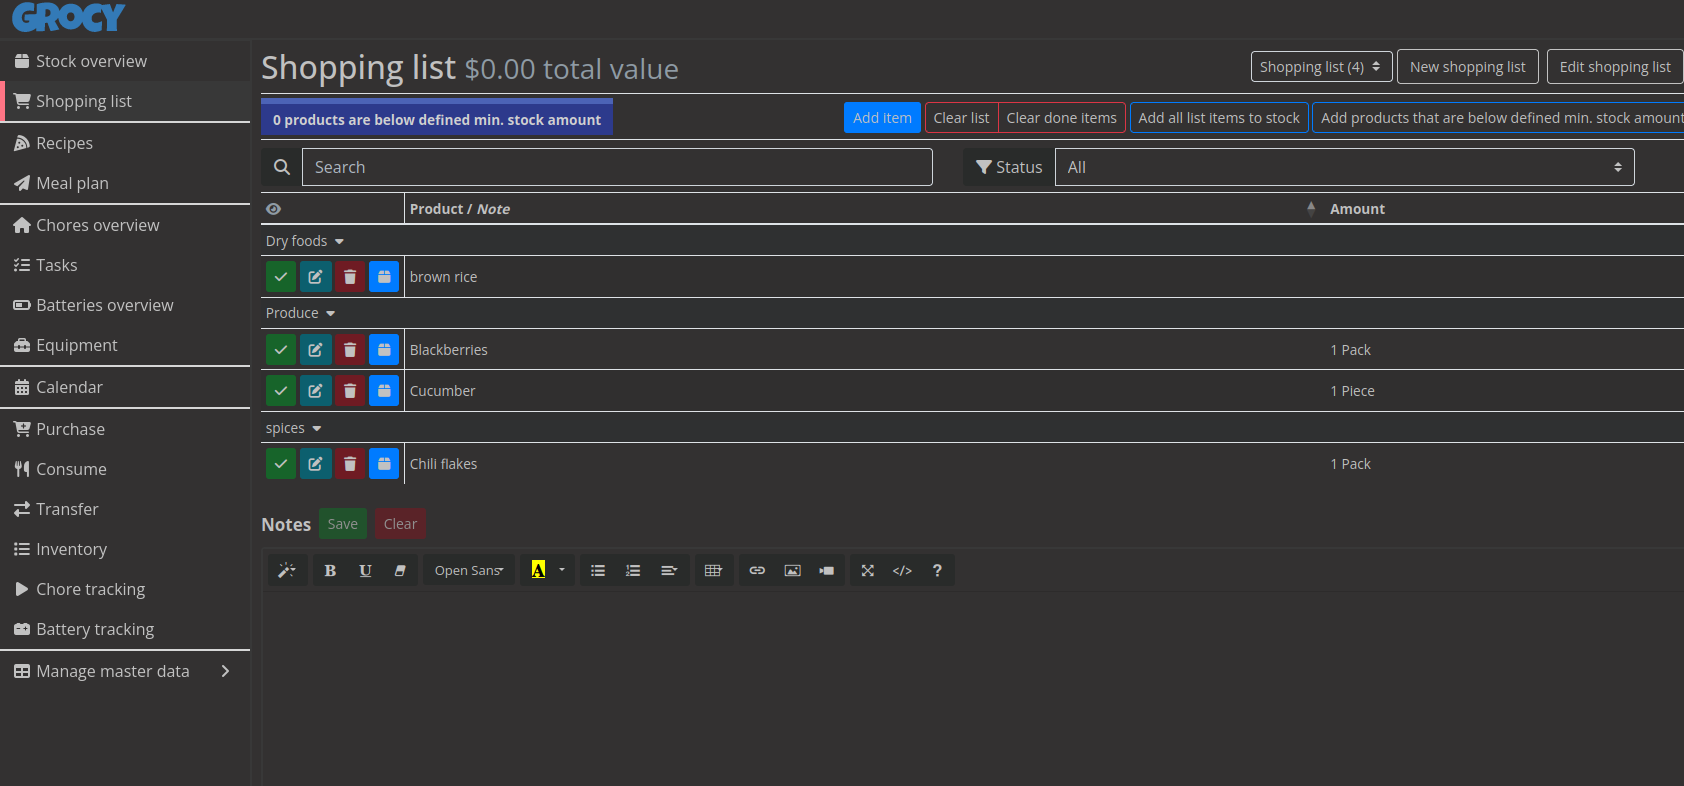 GROCY
Stock overview
Shopping list
Recipes
Meal plan
Chores overview
Tasks
Batteries overview
Equipment
Calendar
Purchase
Consume
Transfer
Inventory
Chore tracking
Battery tracking
Manage master data
Shopping list $0.00 total value
Shopping list (4)
New shopping list
Edit shopping list
0 products are below defined min. stock amount
Add item
Clear list
Clear done items
Add all list items to stock
Add products that are below defined min. stock amount
Search
Status
All
Product / Note
Amount
Dry foods
brown rice
Produce
Blackberries 1 Pack
Cucumber 1 Piece
spices
Chili flakes 1 Pack
Notes Save Clear
B U Open Sans A </> ?